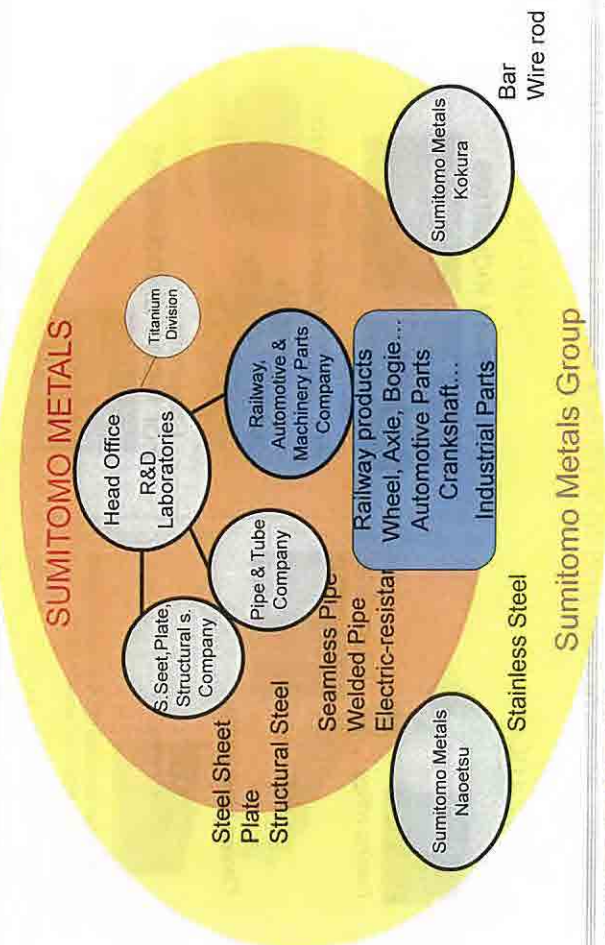 SUMITOMO METALS
Head Office
R&D
Laboratories
Titanium
Division
S.Seet,Plate,
Structural s.
Company
Pipe & Tube
Company
Railway,
Automotive &
Machinery Parts
Company
Steel Sheet
Plate
Structural Steel
Seamless Pipe
Welded Pipe
Electric-resistan
Railway products
Wheel, Axle, Bogie...
Automotive Parts
Crankshaft...
Industrial Parts
Sumitomo Metals
Naoetsu
Stainless Steel
Sumitomo Metals
Kokura
Bar
Wire rod
Sumitomo Metals Group